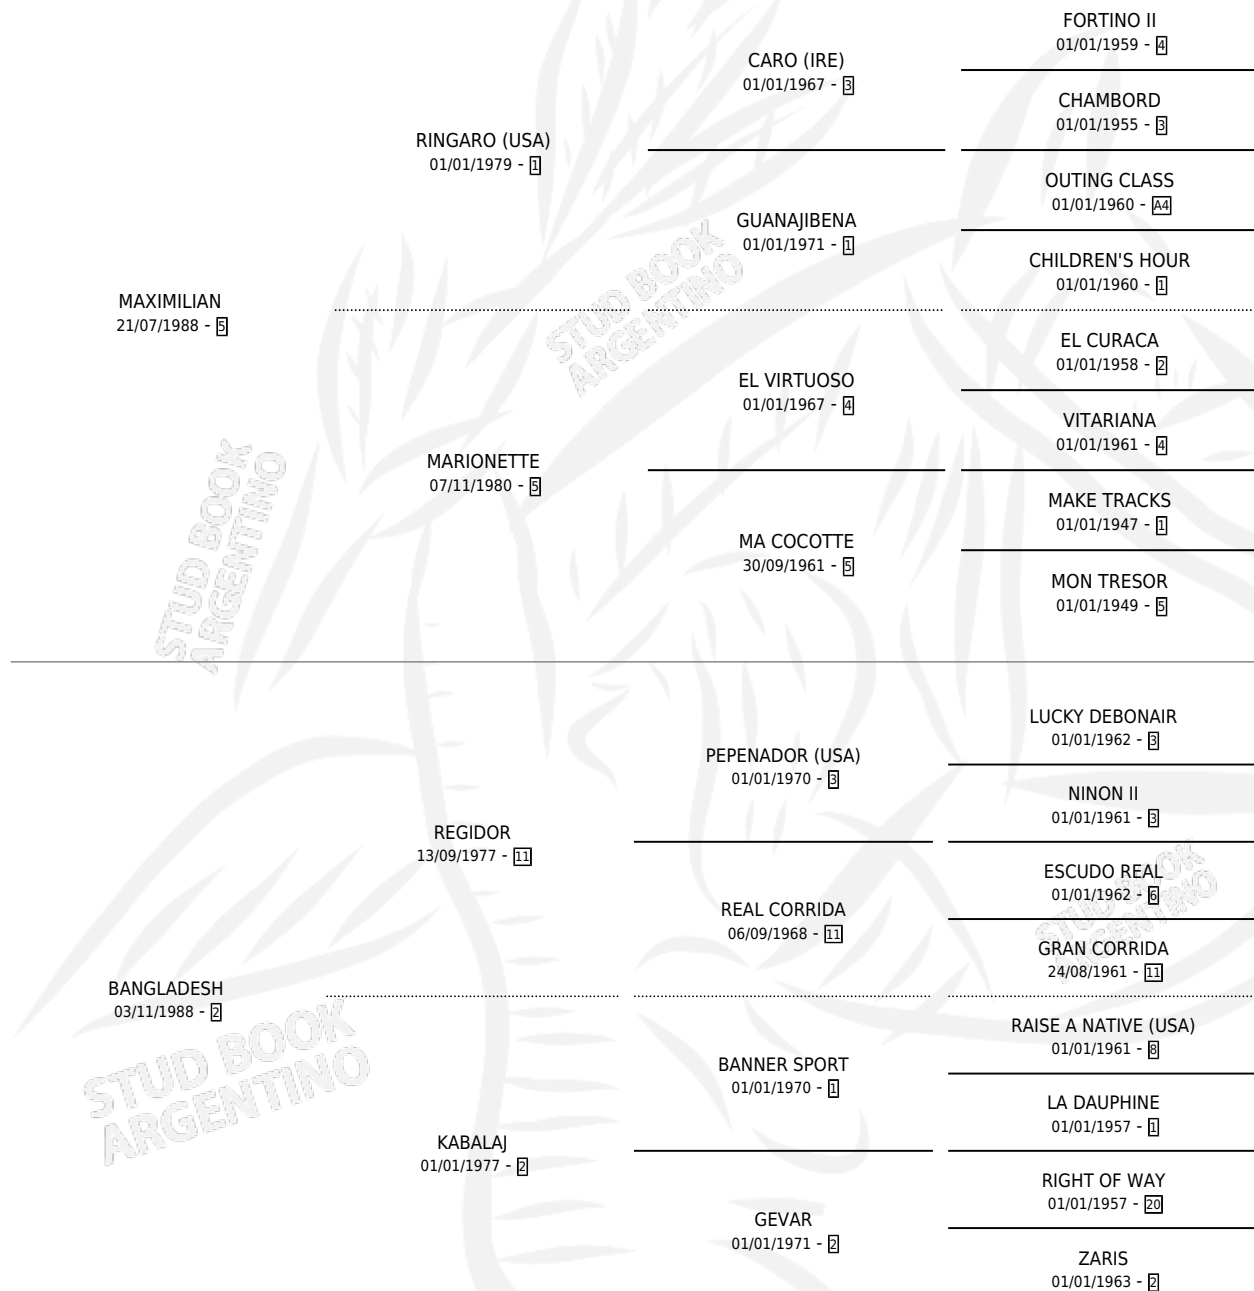 FORTINO II
01/01/1959 - 4
CARO (IRE)
01/01/1967 - 3
CHAMBORD
01/01/1955 - 3
RINGARO (USA)
01/01/1979 - 1
OUTING CLASS
01/01/1960 - A4
GUANAJIBENA
01/01/1971 - 1
CHILDREN'S HOUR
01/01/1960 - 1
MAXIMILIAN
21/07/1988 - 5
EL CURACA
01/01/1958 - 2
EL VIRTUOSO
01/01/1967 - 4
VITARIANA
01/01/1961 - 4
MARIONETTE
07/11/1980 - 5
MAKE TRACKS
01/01/1947 - 1
MA COCOTTE
30/09/1961 - 5
MON TRESOR
01/01/1949 - 5
LUCKY DEBONAIR
01/01/1962 - 3
PEPENADOR (USA)
01/01/1970 - 3
NINON II
01/01/1961 - 3
REGIDOR
13/09/1977 - 11
ESCUDO REAL
01/01/1962 - 6
REAL CORRIDA
06/09/1968 - 11
GRAN CORRIDA
24/08/1961 - 11
BANGLADESH
03/11/1988 - 2
RAISE A NATIVE (USA)
01/01/1961 - 8
BANNER SPORT
01/01/1970 - 1
LA DAUPHINE
01/01/1957 - 1
KABALAJ
01/01/1977 - 2
RIGHT OF WAY
01/01/1957 - 20
GEVAR
01/01/1971 - 2
ZARIS
01/01/1963 - 2
STUD BOOK
ARGENTINO
STUD BOOK
ARGENTINO
STUD BOOK
ARGENTINO
STUD BOOK
ARGENTINO